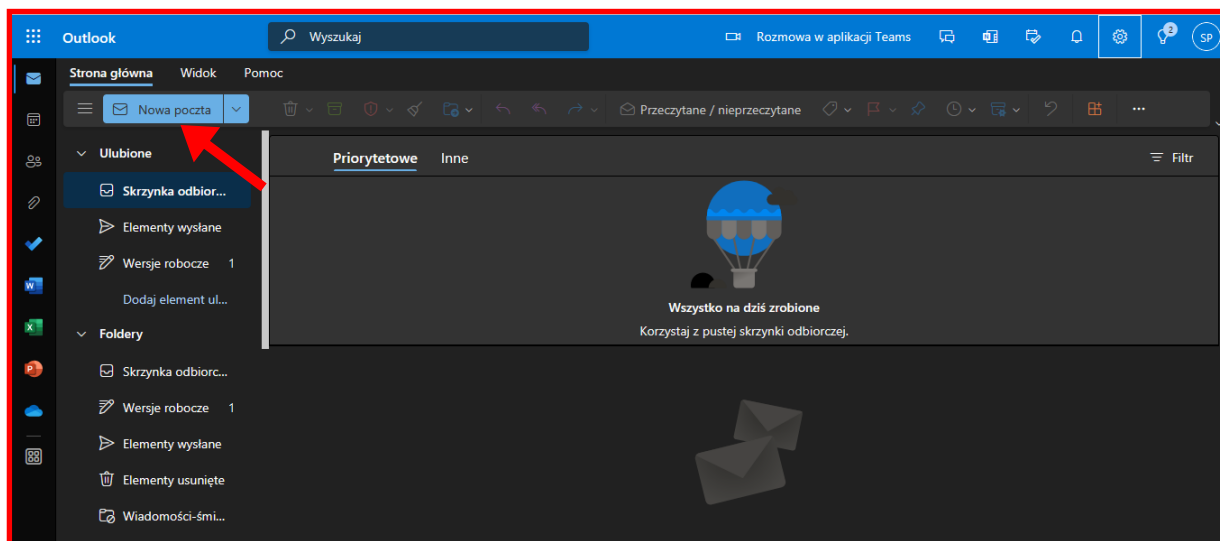 Outlook
Wyszukaj
Rozmowa w aplikacji Teams
2
SP
Strona główna Widok Pomoc
Nowa poczta
Przeczytane / nieprzeczytane
Ulubione
Priorytetowe Inne
Filtr
Skrzynka odbior...
Elementy wysłane
Wersje robocze 1
Dodaj element ul...
Wszystko na dziś zrobione
Korzystaj z pustej skrzynki odbiorczej.
Foldery
Skrzynka odbiorc...
Wersje robocze 1
Elementy wysłane
Elementy usunięte
Wiadomości-śmi...